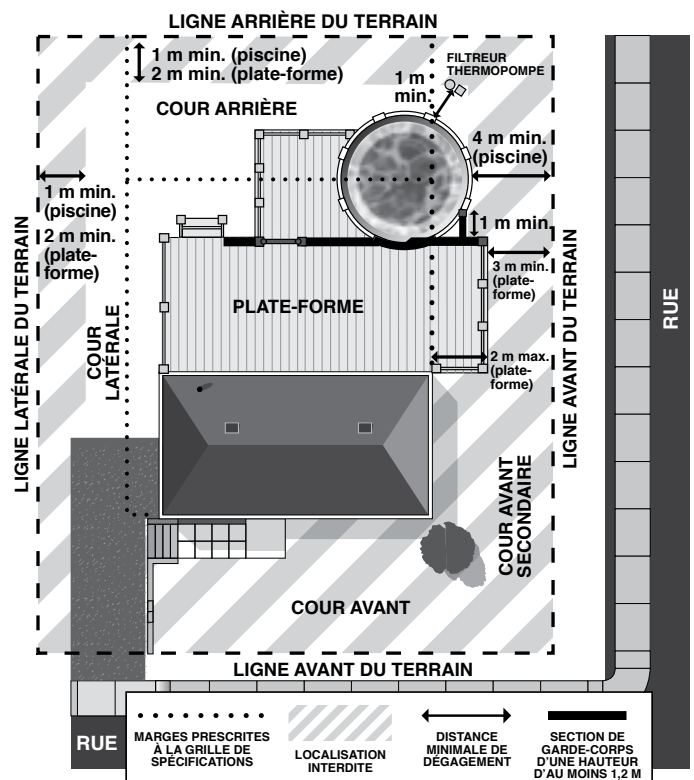 LIGNE ARRIÈRE DU TERRAIN
1 m min. (piscine)
2 m min. (plate-forme)
FILTREUR
THERMOPOMPE
1 m
min.
COUR ARRIÈRE
4 m min.
(piscine)
1 m min.
(piscine)
2 m min.
(plate-
forme)
1 m min.
3 m min.
(plate-
forme)
PLATE-FORME
2 m max.
(plate-
forme)
LIGNE LATÉRALE DU TERRAIN
COUR
LATÉRALE
LIGNE AVANT DU TERRAIN
RUE
COUR AVANT
SECONDAIRE
COUR AVANT
LIGNE AVANT DU TERRAIN
RUE
MARGES PRESCRITES
À LA GRILLE DE
SPÉCIFICATIONS
LOCALISATION
INTERDITE
DISTANCE
MINIMALE DE
DÉGAGEMENT
SECTION DE
GARDE-CORPS
D'UNE HAUTEUR
D'AU MOINS 1,2 M